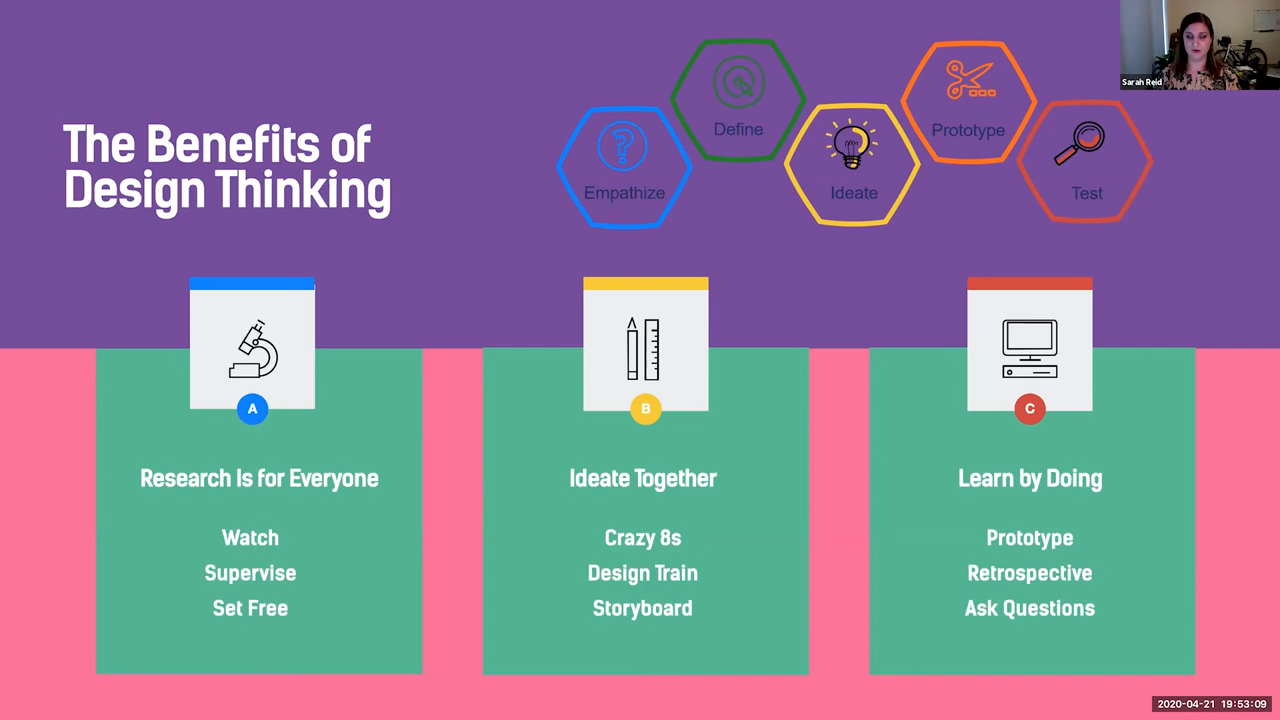 The Benefits of
Design Thinking
Empathize
Define
Ideate
Prototype
Test
Sarah Reid
A
Research Is for Everyone
Watch
Supervise
Set Free
B
Ideate Together
Crazy 8s
Design Train
Storyboard
C
Learn by Doing
Prototype
Retrospective
Ask Questions
2020-04-21 19:53:09